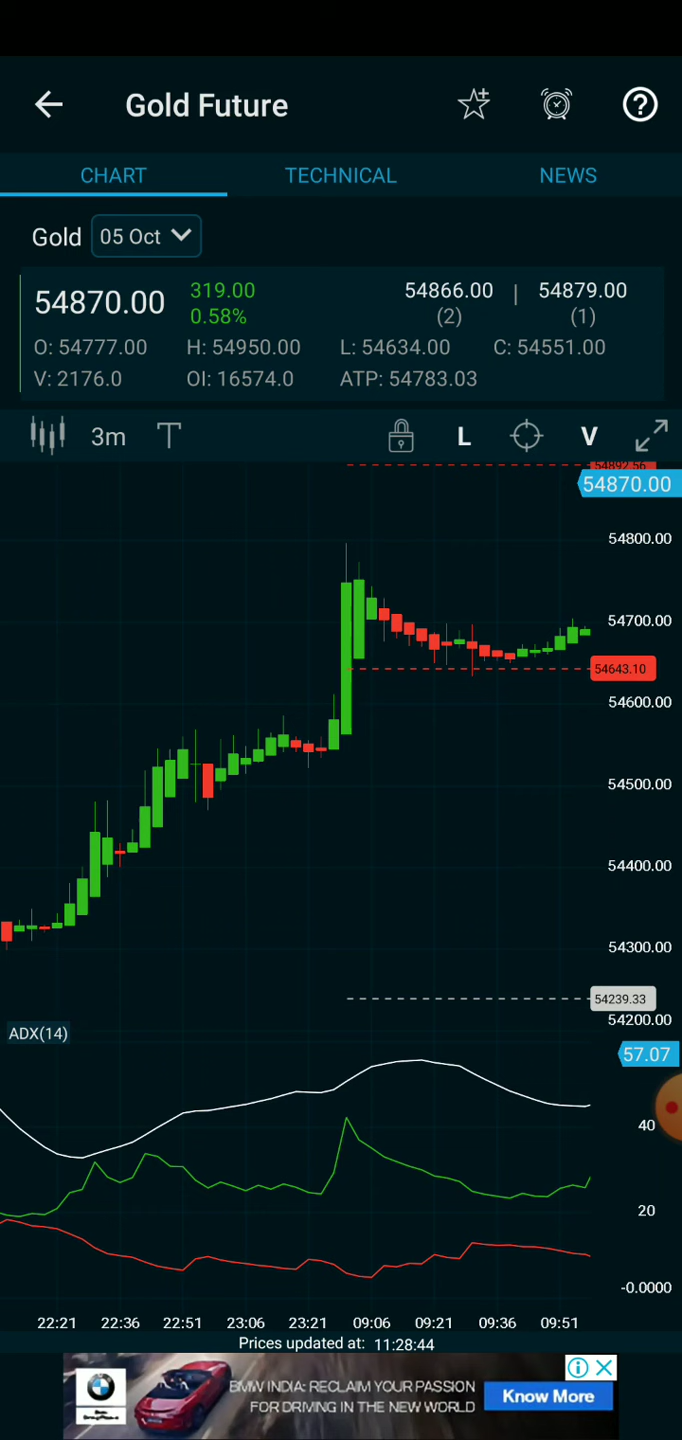 Gold Future
CHART TECHNICAL NEWS
Gold 05 Oct
54870.00 319.00 0.58% 54866.00 (2) | 54879.00 (1)
O: 54777.00 H: 54950.00 L: 54634.00 C: 54551.00
V: 2176.0 OI: 16574.0 ATP: 54783.03
3m T L V
54892.56
54870.00
54800.00
54700.00
54643.10
54600.00
54500.00
54400.00
54300.00
54239.33
54200.00
ADX(14)
57.07
40
20
-0.0000
22:21 22:36 22:51 23:06 23:21 09:06 09:21 09:36 09:51
Prices updated at: 11:28:44
BMW INDIA: RECLAIM YOUR PASSION
FOR DRIVING IN THE NEW WORLD
Know More